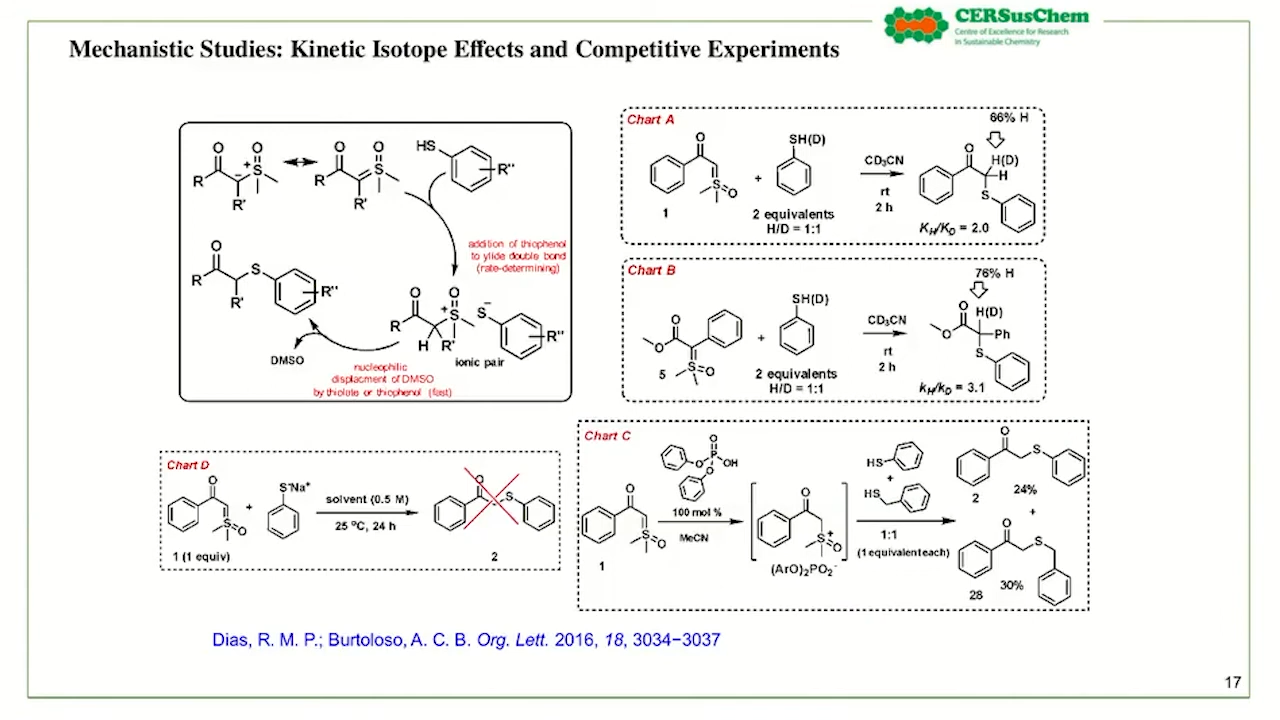 CERSusChem
Centre of Excellence for Research
in Sustainable Chemistry
Mechanistic Studies: Kinetic Isotope Effects and Competitive Experiments
O O
R + S
R'
O O
R S
R'
HS
R''
addition of thiophenol
to ylide double bond
(rate-determining)
O
R S
R' R''
O O
R + S S −
H R' R''
ionic pair
DMSO
nucleophilic
displacment of DMSO
by thiolate or thiophenol (fast)
Chart A
66% H
O
S O
1
+
SH(D)
2 equivalents
H/D = 1:1
CD3CN
rt
2 h
O
H(D)
H
S
KH/KD = 2.0
Chart B
76% H
O
O
S=O
5
+
SH(D)
2 equivalents
H/D = 1:1
CD3CN
rt
2 h
O
O
H(D)
Ph
S
kH/kD = 3.1
Chart C
O
S O
1
O
O P OH
O
100 mol %
MeCN
O
S + O
(ArO)2PO2-
HS
+
HS
1:1
(1 equivalent each)
O
S
2 24%
+
O
S
30%
28
Chart D
O
S O
1 (1 equiv)
+
S-Na+
solvent (0.5 M)
25 ºC, 24 h
O
S
2
Dias, R. M. P.; Burtoloso, A. C. B. Org. Lett. 2016, 18, 3034−3037
17